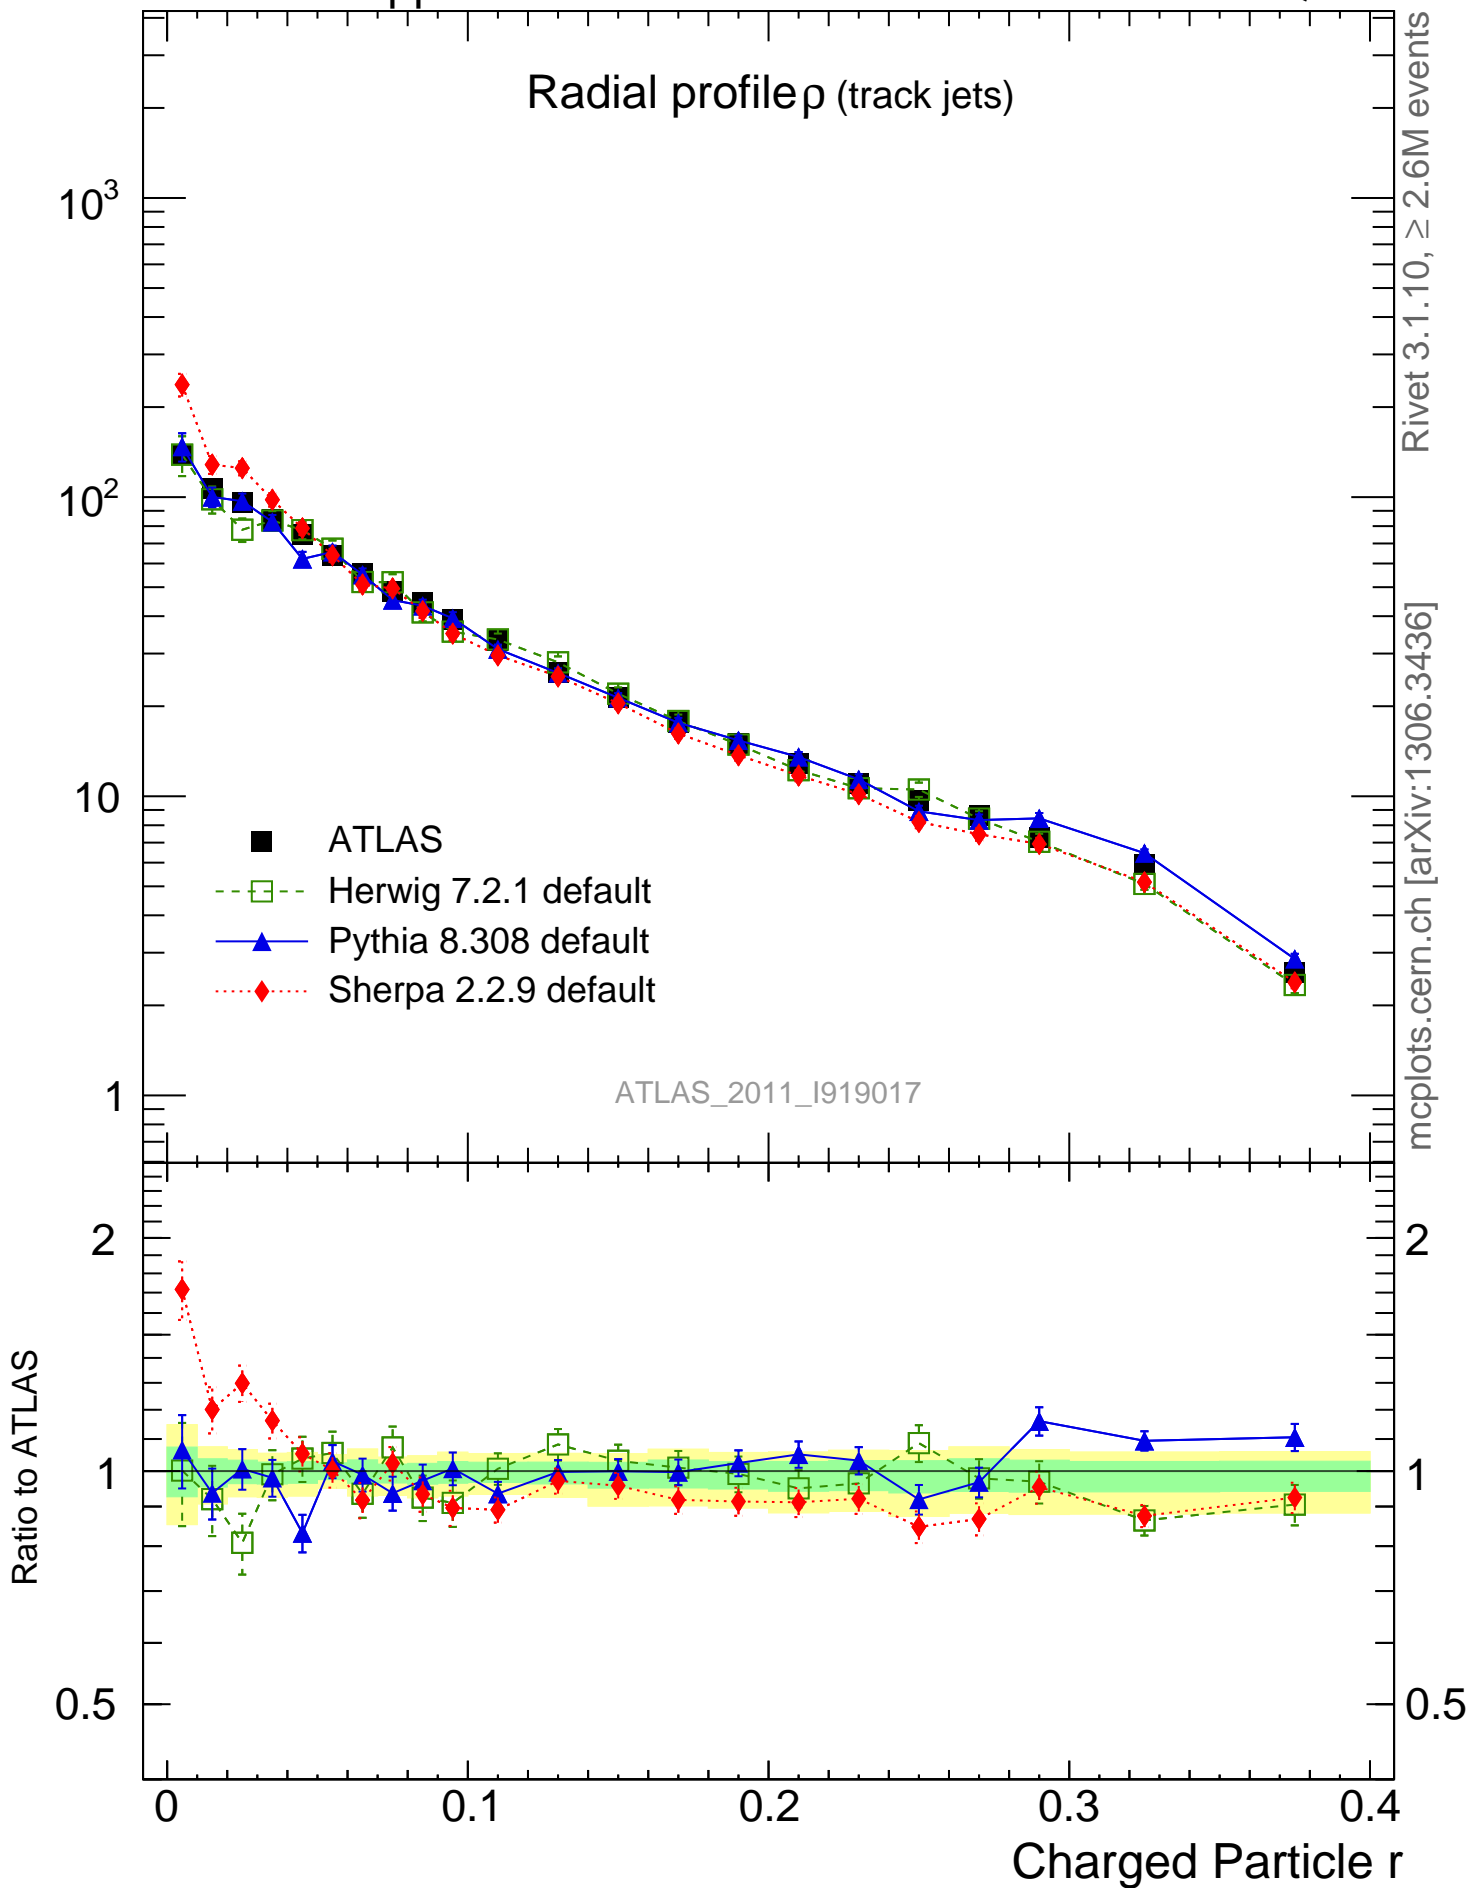 pp
Radial profile ρ (track jets)
10³
10²
10
1
ATLAS
Herwig 7.2.1 default
Pythia 8.308 default
Sherpa 2.2.9 default
ATLAS_2011_I919017
Rivet 3.1.10, ≥ 2.6M events
mcplots.cern.ch [arXiv:1306.3436]
Ratio to ATLAS
2
1
0.5
2
1
0.5
0 0.1 0.2 0.3 0.4
Charged Particle r